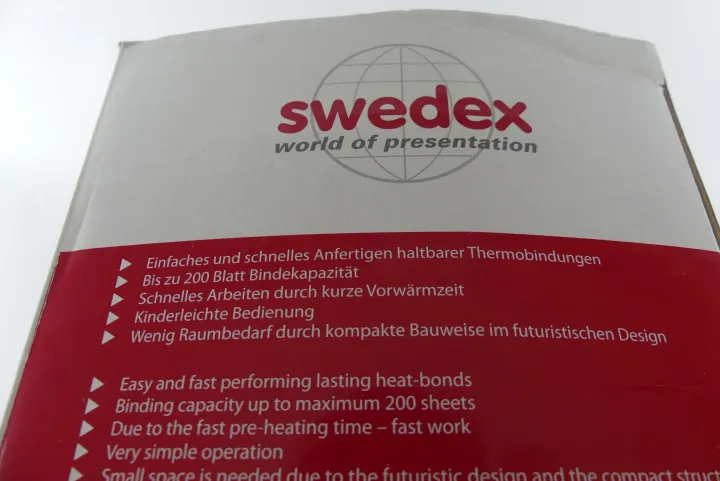 swedex
world of presentation
Einfaches und schnelles Anfertigen haltbarer Thermobindungen
Bis zu 200 Blatt Bindekapazität
Schnelles Arbeiten durch kurze Vorwärmzeit
Kinderleichte Bedienung
Wenig Raumbedarf durch kompakte Bauweise im futuristischen Design
Easy and fast performing lasting heat-bonds
Binding capacity up to maximum 200 sheets
Due to the fast pre-heating time – fast work
Very simple operation
Small space is needed due to the futuristic design and the compact